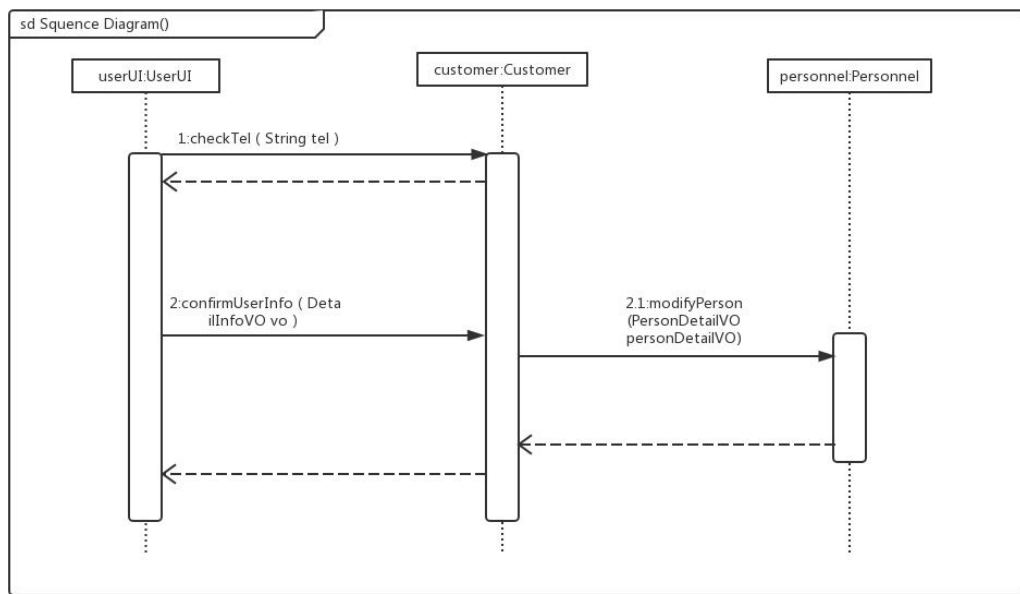 sd Squence Diagram()
userUI:UserUI
customer:Customer
personnel:Personnel
1:checkTel ( String tel )
2:confirmUserInfo ( Deta
ilInfoVO vo )
2.1:modifyPerson
(PersonDetailVO
personDetailVO)